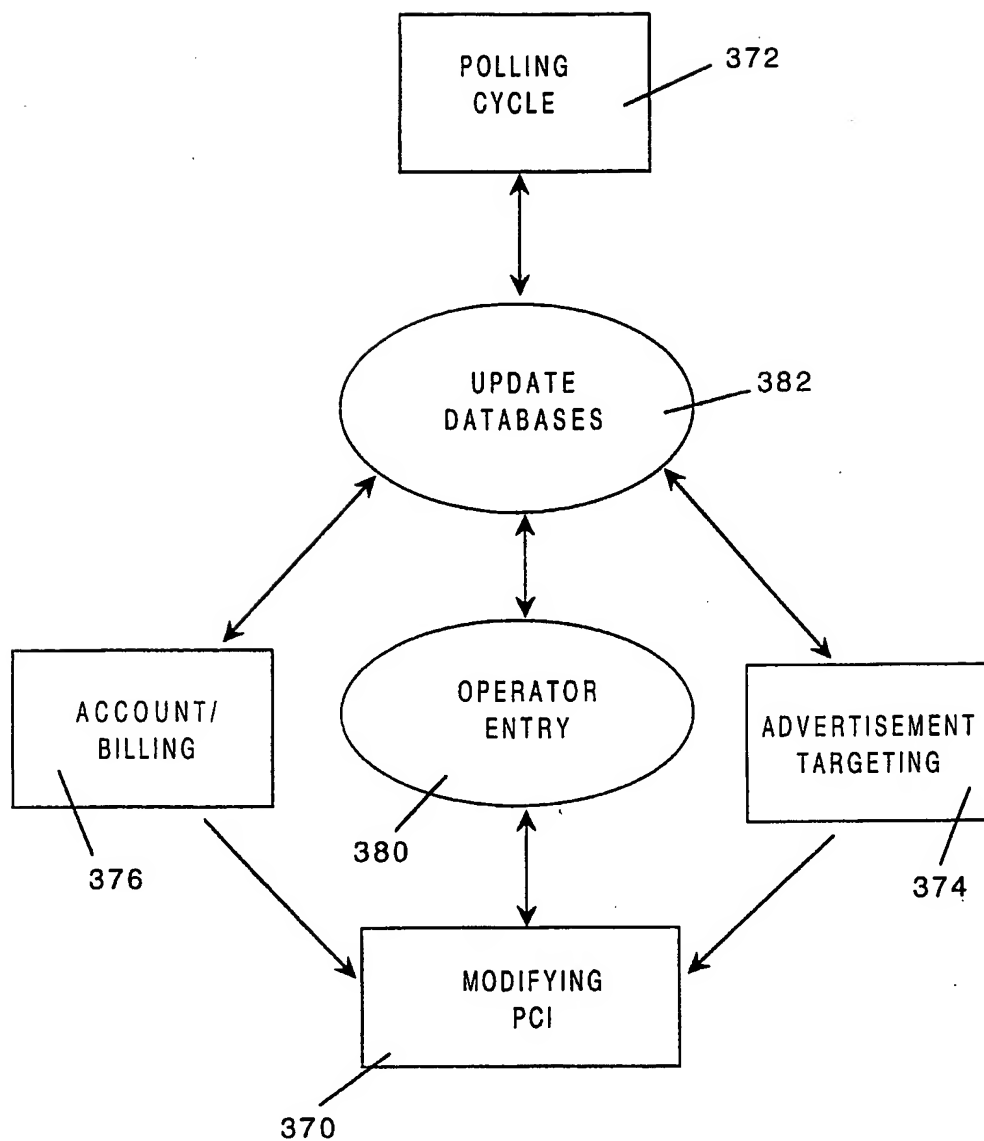 POLLING
CYCLE
372
UPDATE
DATABASES
382
ACCOUNT/
BILLING
376
OPERATOR
ENTRY
380
ADVERTISEMENT
TARGETING
374
MODIFYING
PCI
370